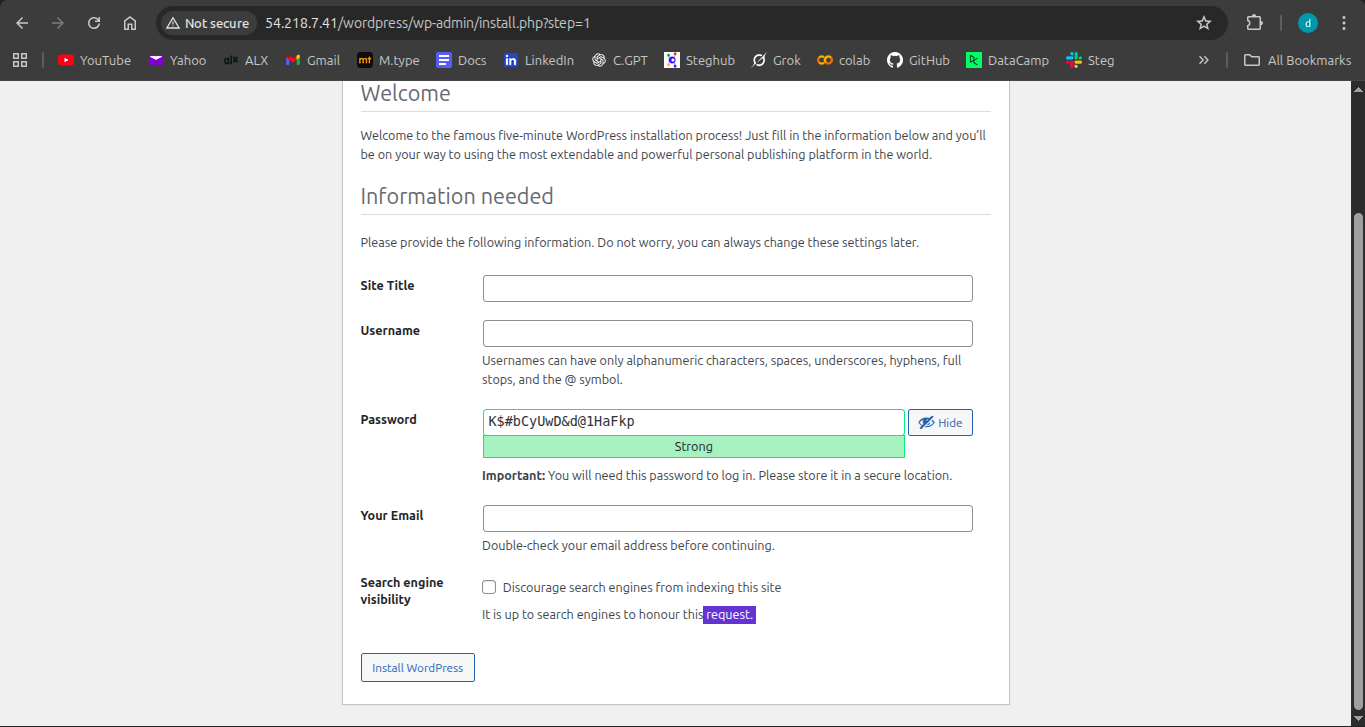 Not secure 54.218.7.41/wordpress/wp-admin/install.php?step=1 d
YouTube Yahoo alx ALX Gmail mt M.type Docs in LinkedIn C.GPT Steghub Grok colab GitHub DataCamp Steg » All Bookmarks
Welcome
Welcome to the famous five-minute WordPress installation process! Just fill in the information below and you’ll
be on your way to using the most extendable and powerful personal publishing platform in the world.
Information needed
Please provide the following information. Do not worry, you can always change these settings later.
Site Title
Username
Usernames can have only alphanumeric characters, spaces, underscores, hyphens, full
stops, and the @ symbol.
Password K$#bCyUwD&d@1HaFkp Hide
Strong
Important: You will need this password to log in. Please store it in a secure location.
Your Email
Double-check your email address before continuing.
Search engine
visibility
Discourage search engines from indexing this site
It is up to search engines to honour this request.
Install WordPress